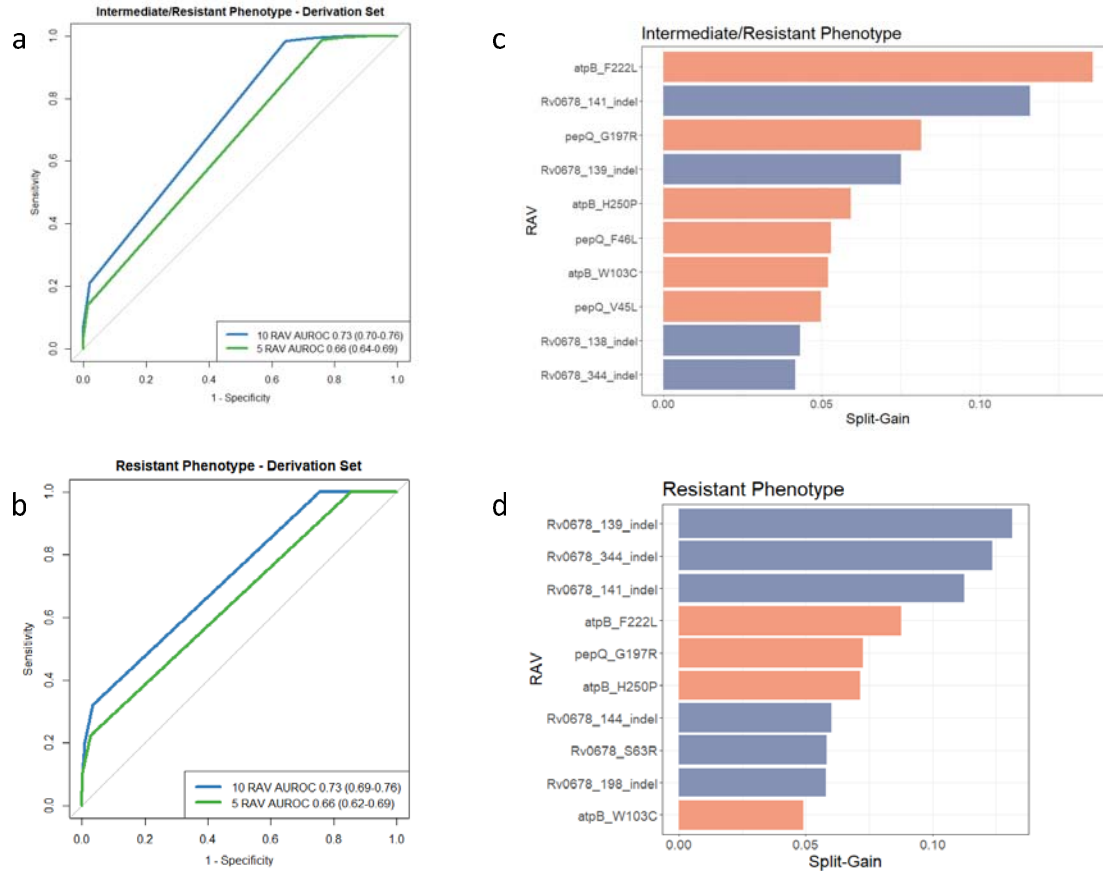 a
Intermediate/Resistant Phenotype - Derivation Set
Sensitivity
1.0
0.8
0.6
0.4
0.2
0.0
10 RAV AUROC 0.73 (0.70-0.76)
5 RAV AUROC 0.66 (0.64-0.69)
0.0 0.2 0.4 0.6 0.8 1.0
1 - Specificity
c
Intermediate/Resistant Phenotype
RAV
atpB_F222L
Rv0678_141_indel
pepQ_G197R
Rv0678_139_indel
atpB_H250P
pepQ_F46L
atpB_W103C
pepQ_V45L
Rv0678_138_indel
Rv0678_344_indel
0.00 0.05 0.10
Split-Gain
b
Resistant Phenotype - Derivation Set
Sensitivity
1.0
0.8
0.6
0.4
0.2
0.0
10 RAV AUROC 0.73 (0.69-0.76)
5 RAV AUROC 0.66 (0.62-0.69)
0.0 0.2 0.4 0.6 0.8 1.0
1 - Specificity
d
Resistant Phenotype
RAV
Rv0678_139_indel
Rv0678_344_indel
Rv0678_141_indel
atpB_F222L
pepQ_G197R
atpB_H250P
Rv0678_144_indel
Rv0678_S63R
Rv0678_198_indel
atpB_W103C
0.00 0.05 0.10
Split-Gain